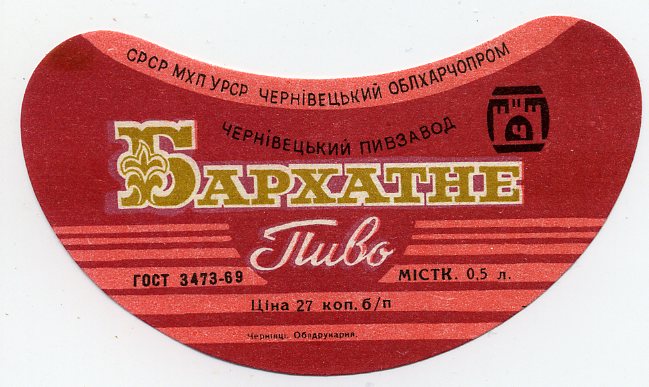 СРСР МХП УРСР ЧЕРНІВЕЦЬКИЙ ОБЛХАРЧОПРОМ
ЧЕРНІВЕЦЬКИЙ ПИВЗАВОД
Ч
БАРХАТНЕ
Пиво
ГОСТ 3473-69
МІСТК. 0,5 л.
Ціна 27 коп. б/п
Чернівці. Облдрукарня.